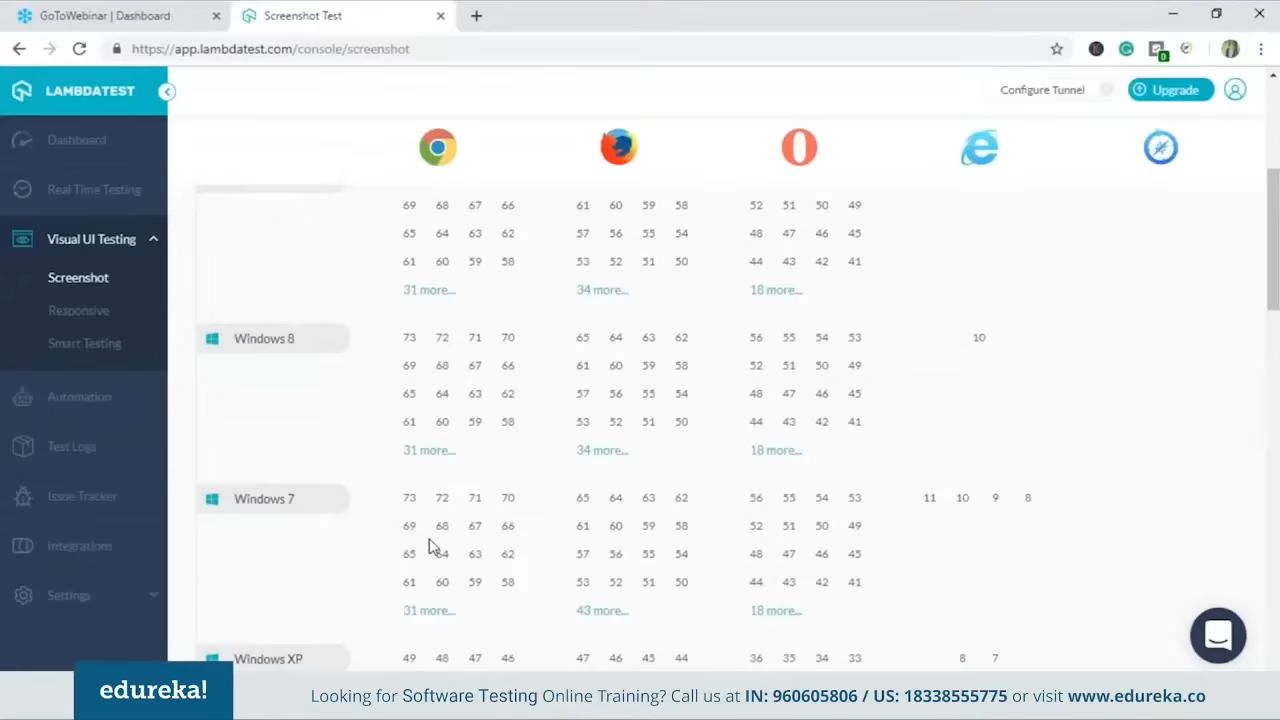 GoToWebinar | Dashboard
Screenshot Test
https://app.lambdatest.com/console/screenshot
LAMBDATEST
Configure Tunnel
Upgrade
Dashboard
Real Time Testing
Visual UI Testing
Screenshot
Responsive
Smart Testing
Automation
Test Logs
Issue Tracker
Integrations
Settings
69 68 67 66 61 60 59 58 52 51 50 49
65 64 63 62 57 56 55 54 48 47 46 45
61 60 59 58 53 52 51 50 44 43 42 41
31 more... 34 more... 18 more...
Windows 8 73 72 71 70 65 64 63 62 56 55 54 53 10
69 68 67 66 61 60 59 58 52 51 50 49
65 64 63 62 57 56 55 54 48 47 46 45
61 60 59 58 53 52 51 50 44 43 42 41
31 more... 34 more... 18 more...
Windows 7 73 72 71 70 65 64 63 62 56 55 54 53 11 10 9 8
69 68 67 66 61 60 59 58 52 51 50 49
65 64 63 62 57 56 55 54 48 47 46 45
61 60 59 58 53 52 51 50 44 43 42 41
31 more... 43 more... 18 more...
Windows XP 49 48 47 46 47 46 45 44 36 35 34 33 8 7
edureka!
Looking for Software Testing Online Training? Call us at IN: 960605806 / US: 18338555775 or visit www.edureka.co